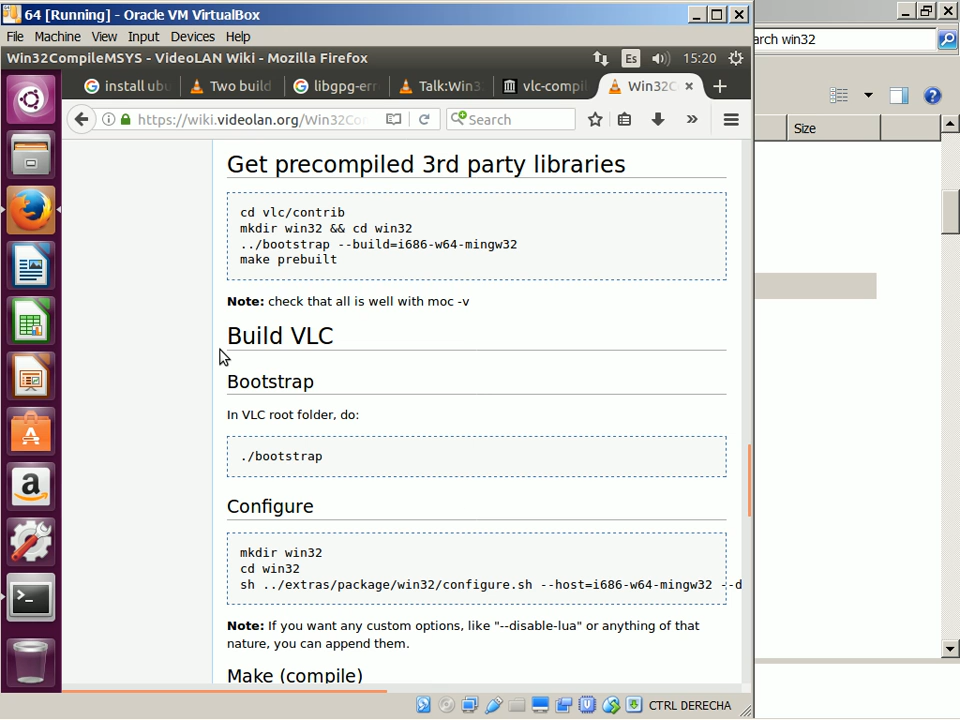 64 [Running] - Oracle VM VirtualBox
File Machine View Input Devices Help
arch win32
Win32CompileMSYS - VideoLAN Wiki - Mozilla Firefox
Es
15:20
install ubu
Two build
libgpg-err
Talk:Win3
vlc-compil
Win32C
https://wiki.videolan.org/Win32Co
Search
Size
Get precompiled 3rd party libraries
cd vlc/contrib
mkdir win32 && cd win32
../bootstrap --build=i686-w64-mingw32
make prebuilt
Note: check that all is well with moc -v
Build VLC
Bootstrap
In VLC root folder, do:
./bootstrap
Configure
mkdir win32
cd win32
sh ../extras/package/win32/configure.sh --host=i686-w64-mingw32 --d
Note: If you want any custom options, like "--disable-lua" or anything of that
nature, you can append them.
Make (compile)
CTRL DERECHA